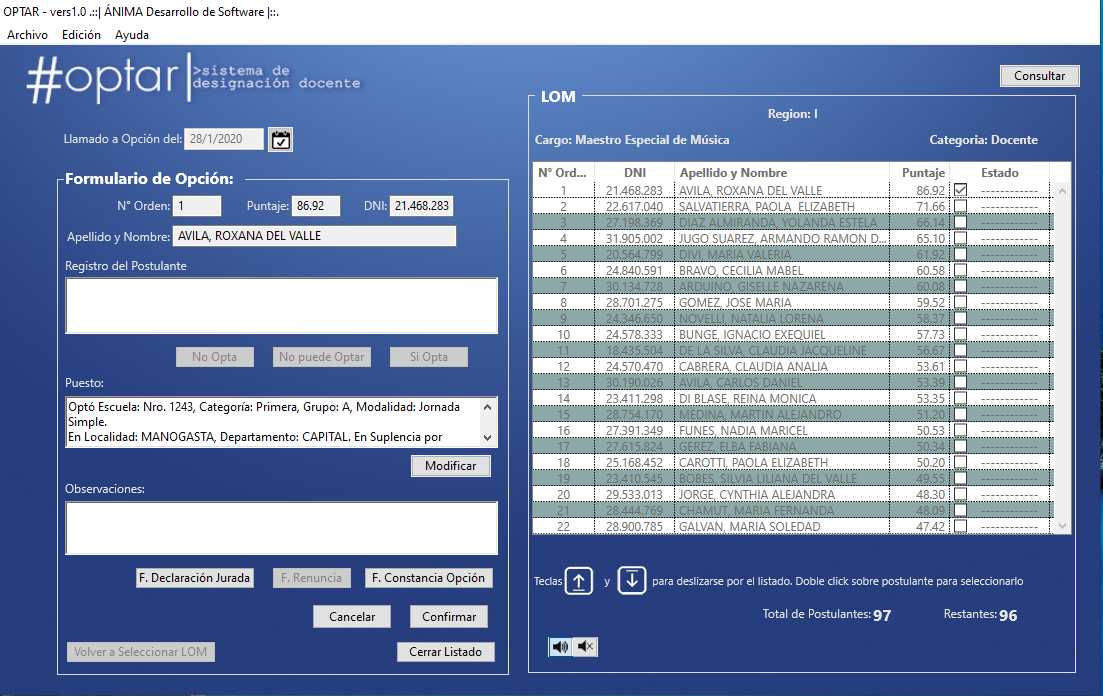 OPTAR - vers1.0 .::| ÁNIMA Desarrollo de Software |::.
Archivo Edición Ayuda
#optar
>sistema de
designación docente
Consultar
Llamado a Opción del: 28/1/2020
LOM
Region: I
Cargo: Maestro Especial de Música Categoria: Docente
Formulario de Opción:
N° Orden: 1 Puntaje: 86.92 DNI: 21.468.283
Apellido y Nombre: AVILA, ROXANA DEL VALLE
Registro del Postulante
No Opta No puede Optar Si Opta
Puesto:
Optó Escuela: Nro. 1243, Categoría: Primera, Grupo: A, Modalidad: Jornada
Simple.
En Localidad: MANOGASTA, Departamento: CAPITAL. En Suplencia por
Modificar
Observaciones:
F. Declaración Jurada F. Renuncia F. Constancia Opción
Cancelar Confirmar
Volver a Seleccionar LOM Cerrar Listado
N° Ord... DNI Apellido y Nombre Puntaje Estado
1 21.468.283 AVILA, ROXANA DEL VALLE 86.92 -----------
2 22.617.040 SALVATIERRA, PAOLA  ELIZABETH 71.66 -----------
3 27.198.369 DIAZ ALMIRANDA, YOLANDA ESTELA 66.14 -----------
4 31.905.002 JUGO SUAREZ, ARMANDO RAMON D... 65.10 -----------
5 20.564.799 DIVI, MARIA VALERIA 61.92 -----------
6 24.840.591 BRAVO, CECILIA MABEL 60.58 -----------
7 30.134.728 ARDUINO, GISELLE NAZARENA 60.08 -----------
8 28.701.275 GOMEZ, JOSE MARIA 59.52 -----------
9 24.346.650 NOVELLI, NATALIA LORENA 58.37 -----------
10 24.578.333 BUNGE, IGNACIO EXEQUIEL 57.73 -----------
11 18.435.504 DE LA SILVA, CLAUDIA JACQUELINE 56.67 -----------
12 24.570.470 CABRERA, CLAUDIA ANALIA 53.61 -----------
13 30.190.026 AVILA, CARLOS DANIEL 53.39 -----------
14 23.411.298 DI BLASE, REINA MONICA 53.35 -----------
15 28.754.170 MEDINA, MARTIN ALEJANDRO 51.20 -----------
16 27.391.349 FUNES, NADIA MARICEL 50.53 -----------
17 27.615.824 GEREZ, ELBA FABIANA 50.34 -----------
18 25.168.452 CAROTTI, PAOLA ELIZABETH 50.20 -----------
19 23.410.545 BOBES, SILVIA LILIANA DEL VALLE 49.55 -----------
20 29.533.013 JORGE, CYNTHIA ALEJANDRA 48.30 -----------
21 28.444.769 CHAMUT, MARIA FERNANDA 48.09 -----------
22 28.900.785 GALVAN, MARIA SOLEDAD 47.42 -----------
Teclas y para deslizarse por el listado. Doble click sobre postulante para seleccionarlo
Total de Postulantes: 97 Restantes: 96